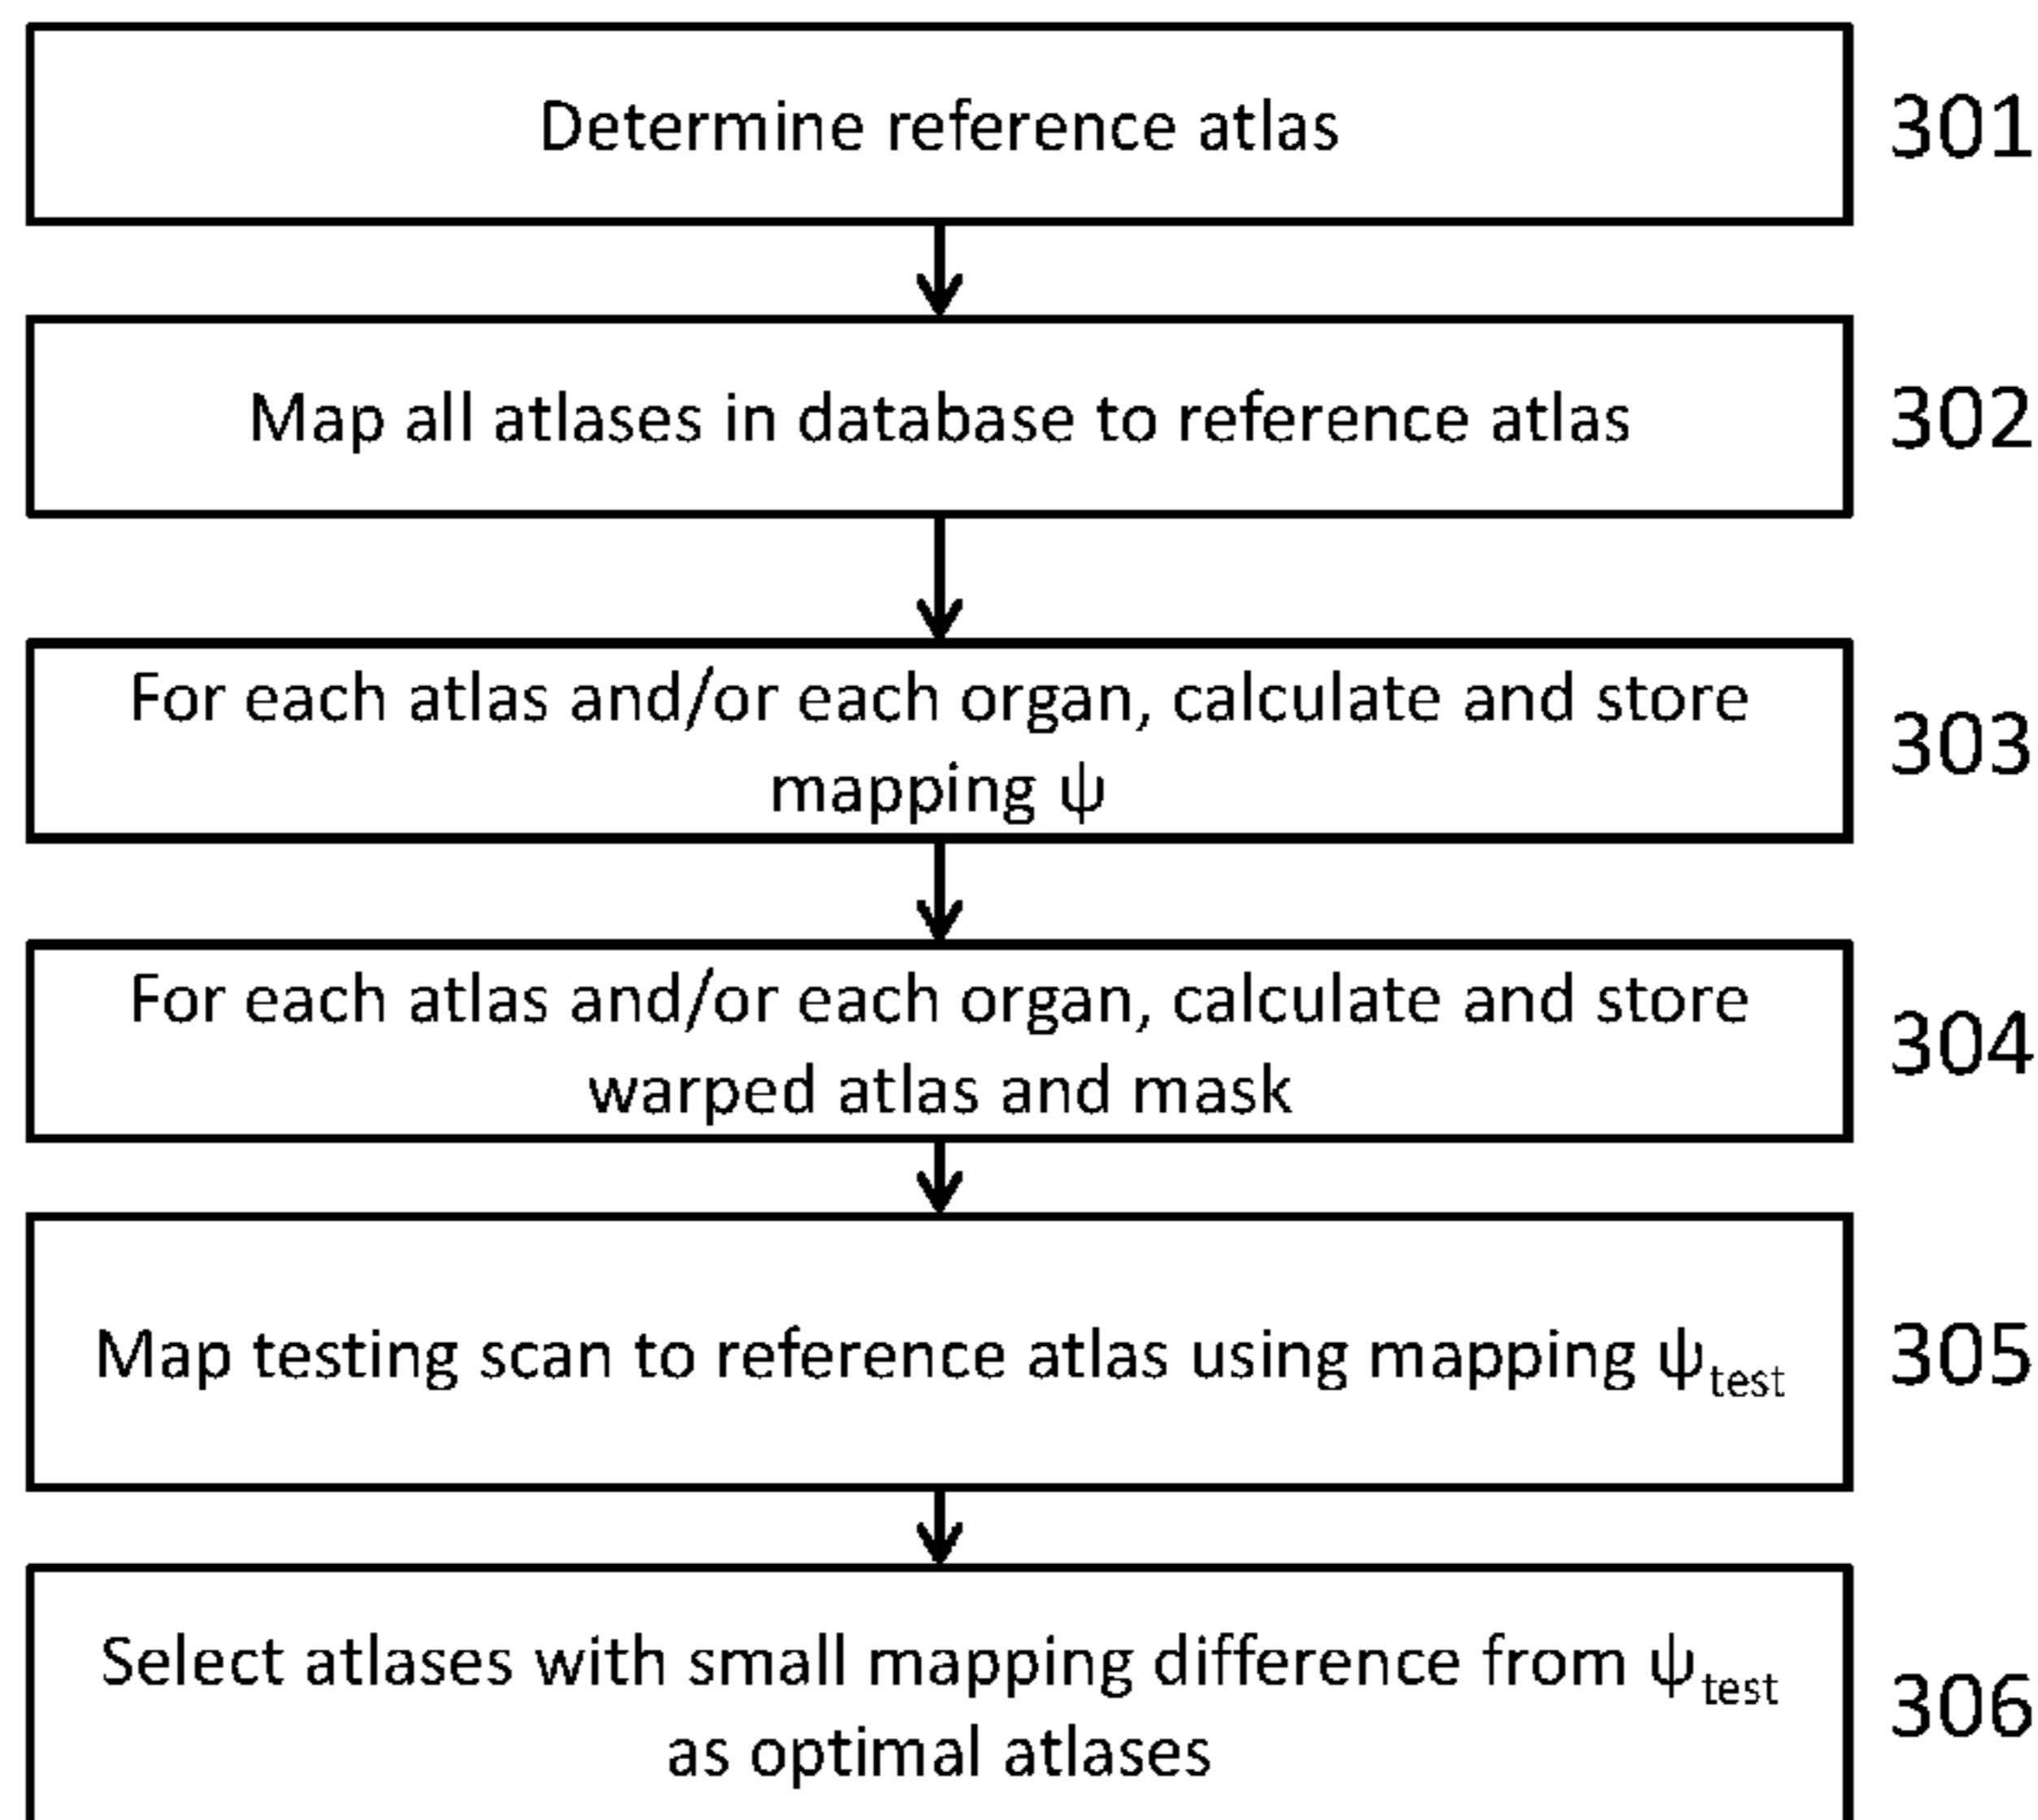 Determine reference atlas
301
Map all atlases in database to reference atlas
302
For each atlas and/or each organ, calculate and store
mapping ψ
303
For each atlas and/or each organ, calculate and store
warped atlas and mask
304
Map testing scan to reference atlas using mapping ψtest
305
Select atlases with small mapping difference from ψtest
as optimal atlases
306